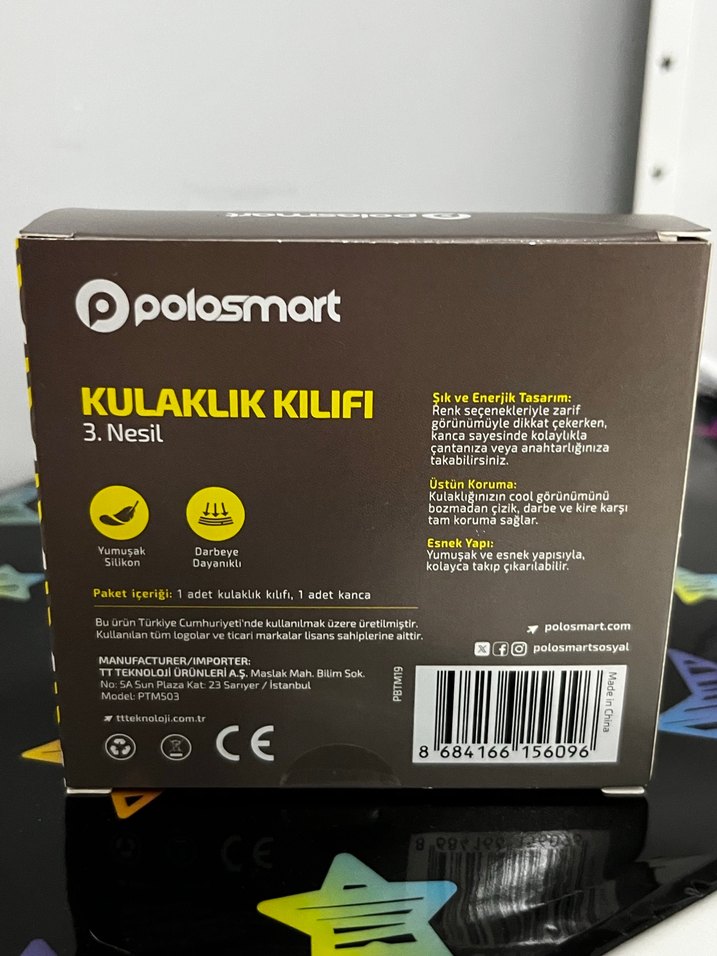 polosmart
polosmart
KULAKLIK KILIFI
3. Nesil
Yumuşak
Silikon
Darbeye
Dayanıklı
Paket içeriği: 1 adet kulaklık kılıfı, 1 adet kanca
Bu ürün Türkiye Cumhuriyeti'nde kullanılmak üzere üretilmiştir.
Kullanılan tüm logolar ve ticari markalar lisans sahiplerine aittir.
MANUFACTURER/IMPORTER:
TT TEKNOLOJİ ÜRÜNLERİ A.Ş. Maslak Mah. Bilim Sok.
No: 5A Sun Plaza Kat: 23 Sarıyer / İstanbul
Model: PTM503
ttteknoloji.com.tr
CE
Şık ve Enerjik Tasarım:
Renk seçenekleriyle zarif
görünümüyle dikkat çekerken,
kanca sayesinde kolaylıkla
çantanıza veya anahtarlığınıza
takabilirsiniz.
Üstün Koruma:
Kulaklığınızın cool görünümünü
bozmadan çizik, darbe ve kire karşı
tam koruma sağlar.
Esnek Yapı:
Yumuşak ve esnek yapısıyla,
kolayca takıp çıkarılabilir.
polosmart.com
polosmartsosyal
PBTM19
Made in China
8 684166 156096